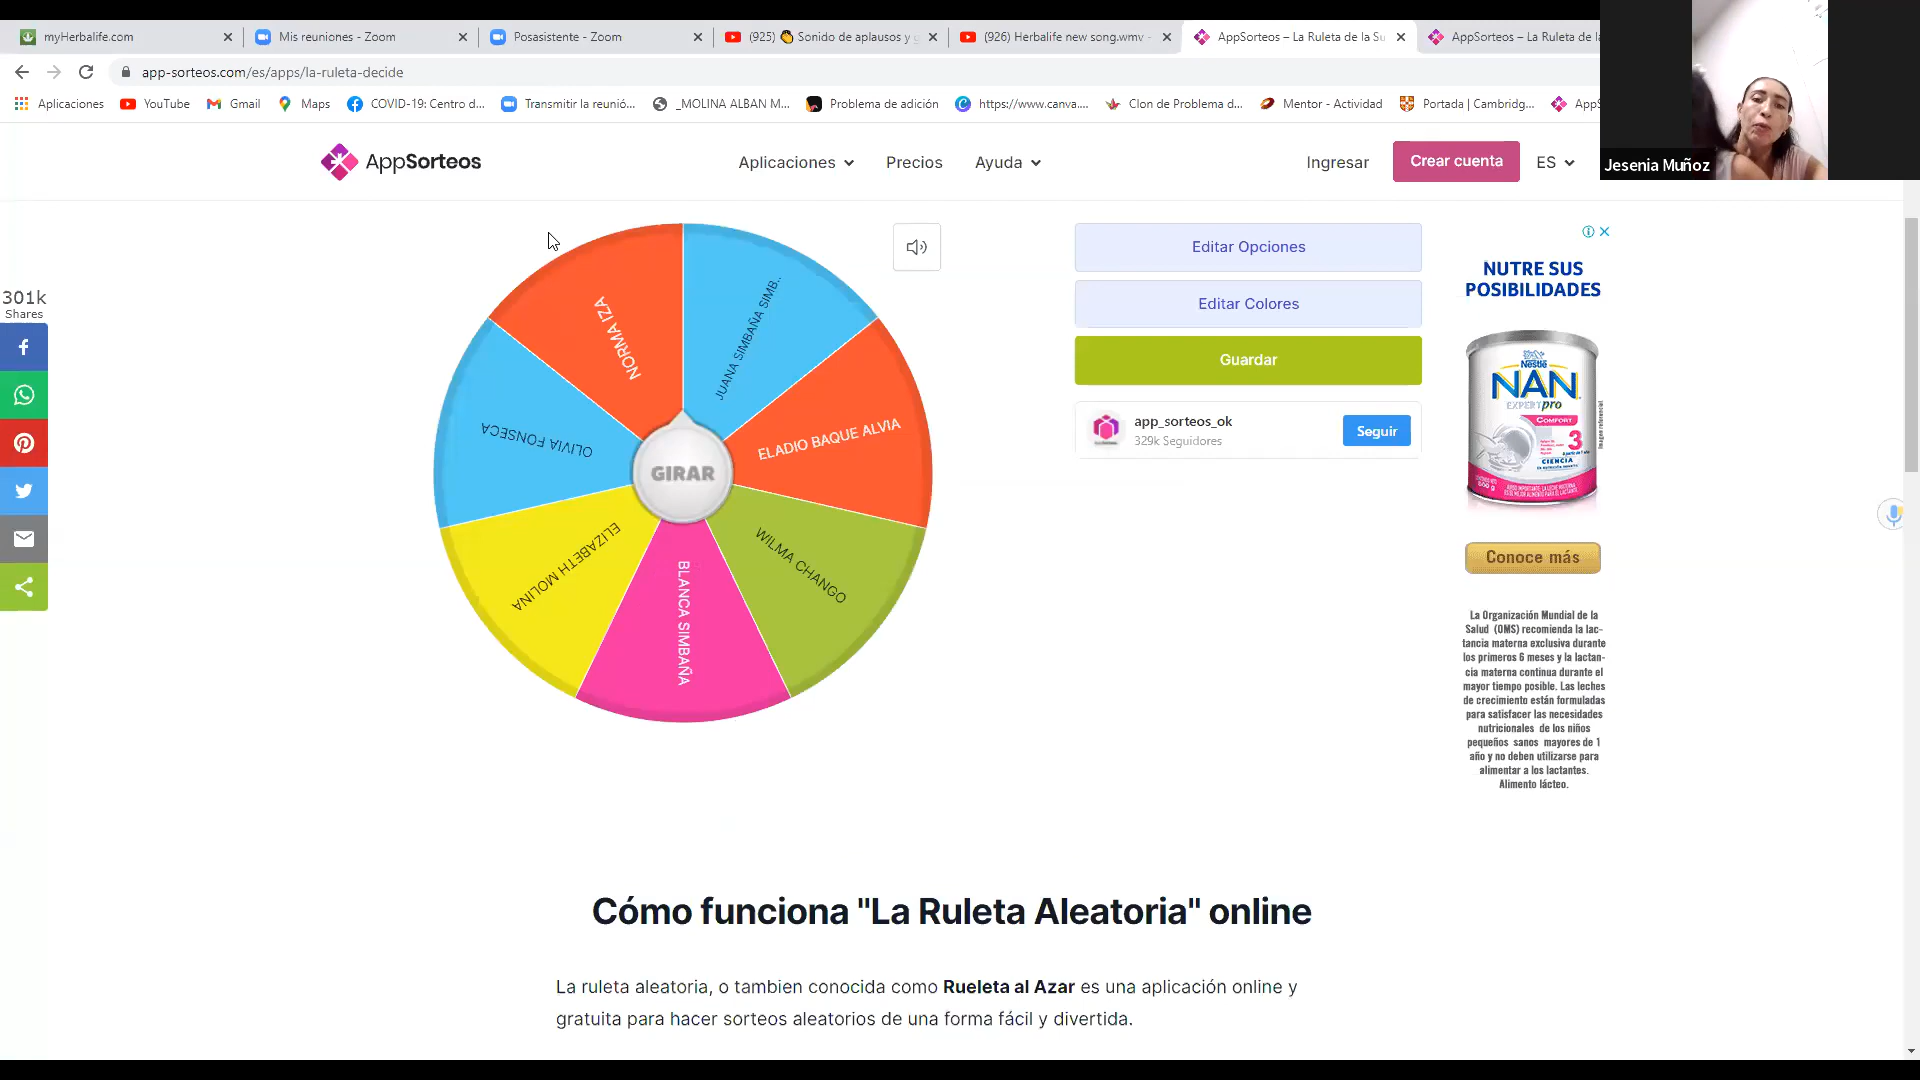 myHerbalife.com
Mis reuniones - Zoom
Posasistente - Zoom
(925) 👏 Sonido de aplausos y g
(926) Herbalife new song.wmv -
AppSorteos – La Ruleta de la Su
AppSorteos – La Ruleta de la
app-sorteos.com/es/apps/la-ruleta-decide
Aplicaciones
YouTube
Gmail
Maps
COVID-19: Centro d...
Transmitir la reunió...
_MOLINA ALBAN M...
Problema de adición
https://www.canva....
Clon de Problema d...
Mentor - Actividad
Portada | Cambridg...
AppS
Jesenia Muñoz
AppSorteos
Aplicaciones
Precios
Ayuda
Ingresar
Crear cuenta
ES
301k
Shares
NORMA IZA
JUANA SIMBAÑA SIMB..
ELADIO BAQUE ALVIA
WILMA CHANGO
BLANCA SIMBAÑA
ELIZABETH MOLINA
OLIVIA FONSECA
GIRAR
Editar Opciones
Editar Colores
Guardar
app_sorteos_ok
329k Seguidores
Seguir
NUTRE SUS
POSIBILIDADES
Nestlé
NAN
EXPERTpro
COMFORT
3
CIENCIA
800 g
Conoce más
La Organización Mundial de la
Salud (OMS) recomienda la lac-
tancia materna exclusiva durante
los primeros 6 meses y la lactan-
cia materna continua durante el
mayor tiempo posible. Las leches
de crecimiento están formuladas
para satisfacer las necesidades
nutricionales de los niños
pequeños sanos mayores de 1
año y no deben utilizarse para
alimentar a los lactantes.
Alimento lácteo.
Cómo funciona "La Ruleta Aleatoria" online
La ruleta aleatoria, o tambien conocida como Rueleta al Azar es una aplicación online y
gratuita para hacer sorteos aleatorios de una forma fácil y divertida.